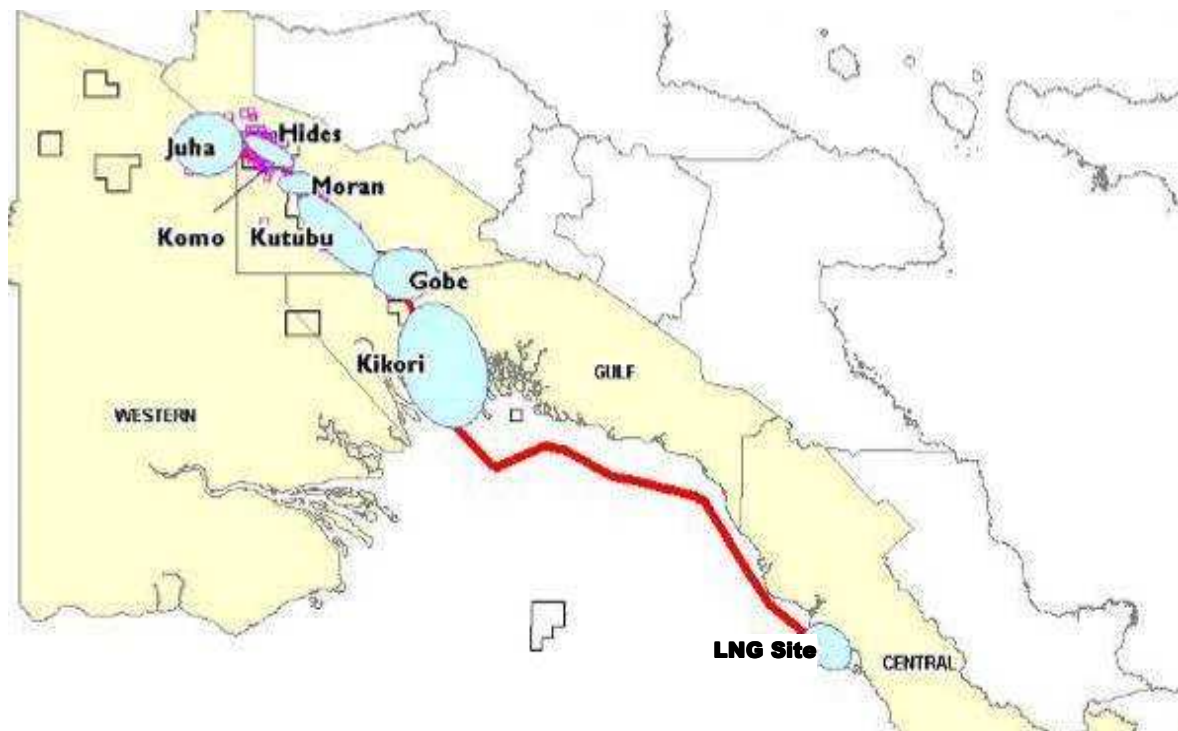 Hides
Juha
Moran
Komo
Kutubu
Gobe
Kikori
GULF
WESTERN
LNG Site
CENTRAL